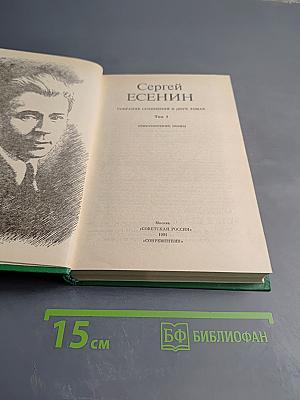 Сергей
ЕСЕНИН
СОБРАНИЕ СОЧИНЕНИЙ В ДВУХ ТОМАХ
Том 1
СТИХОТВОРЕНИЯ, ПОЭМЫ
Москва
«СОВЕТСКАЯ РОССИЯ»
1991
«СОВРЕМЕННИК»
15 см
БФ БИБЛИОФАН